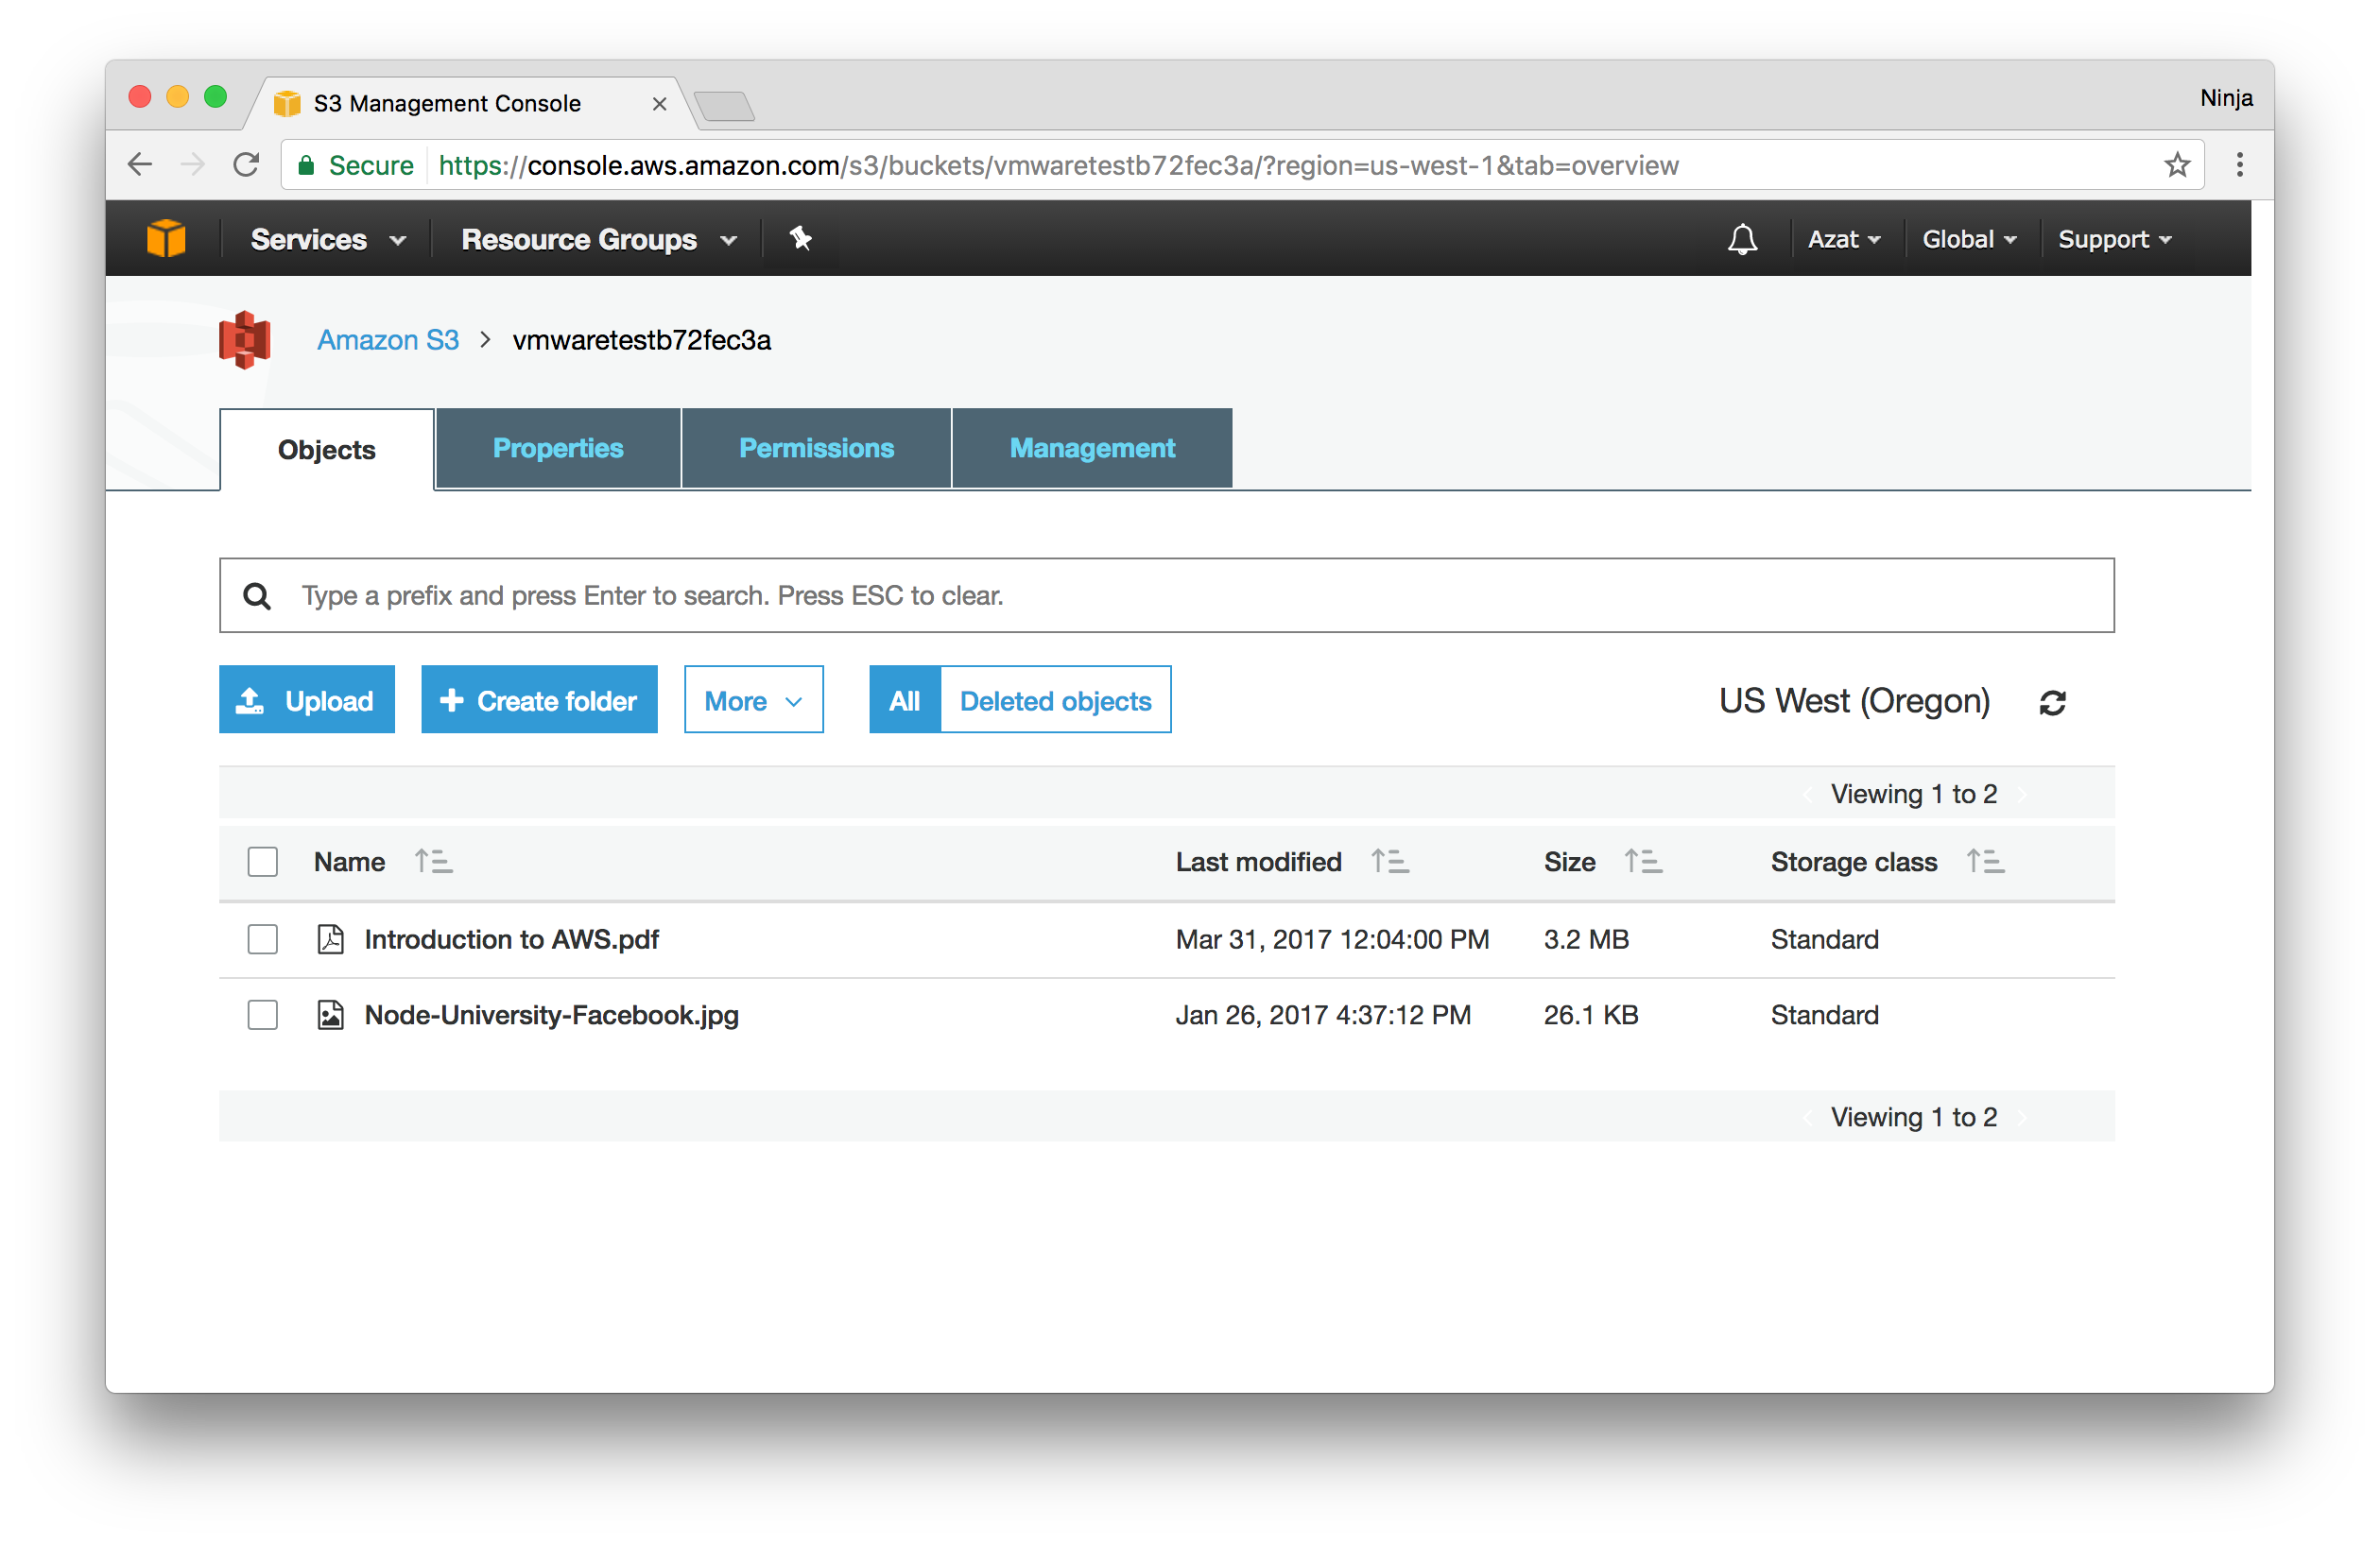 S3 Management Console
Ninja
Secure https://console.aws.amazon.com/s3/buckets/vmwaretestb72fec3a/?region=us-west-1&tab=overview
Services Resource Groups Azat Global Support
Amazon S3 > vmwaretestb72fec3a
Objects Properties Permissions Management
Type a prefix and press Enter to search. Press ESC to clear.
Upload Create folder More All Deleted objects US West (Oregon)
Viewing 1 to 2
Name Last modified Size Storage class
Introduction to AWS.pdf Mar 31, 2017 12:04:00 PM 3.2 MB Standard
Node-University-Facebook.jpg Jan 26, 2017 4:37:12 PM 26.1 KB Standard
Viewing 1 to 2